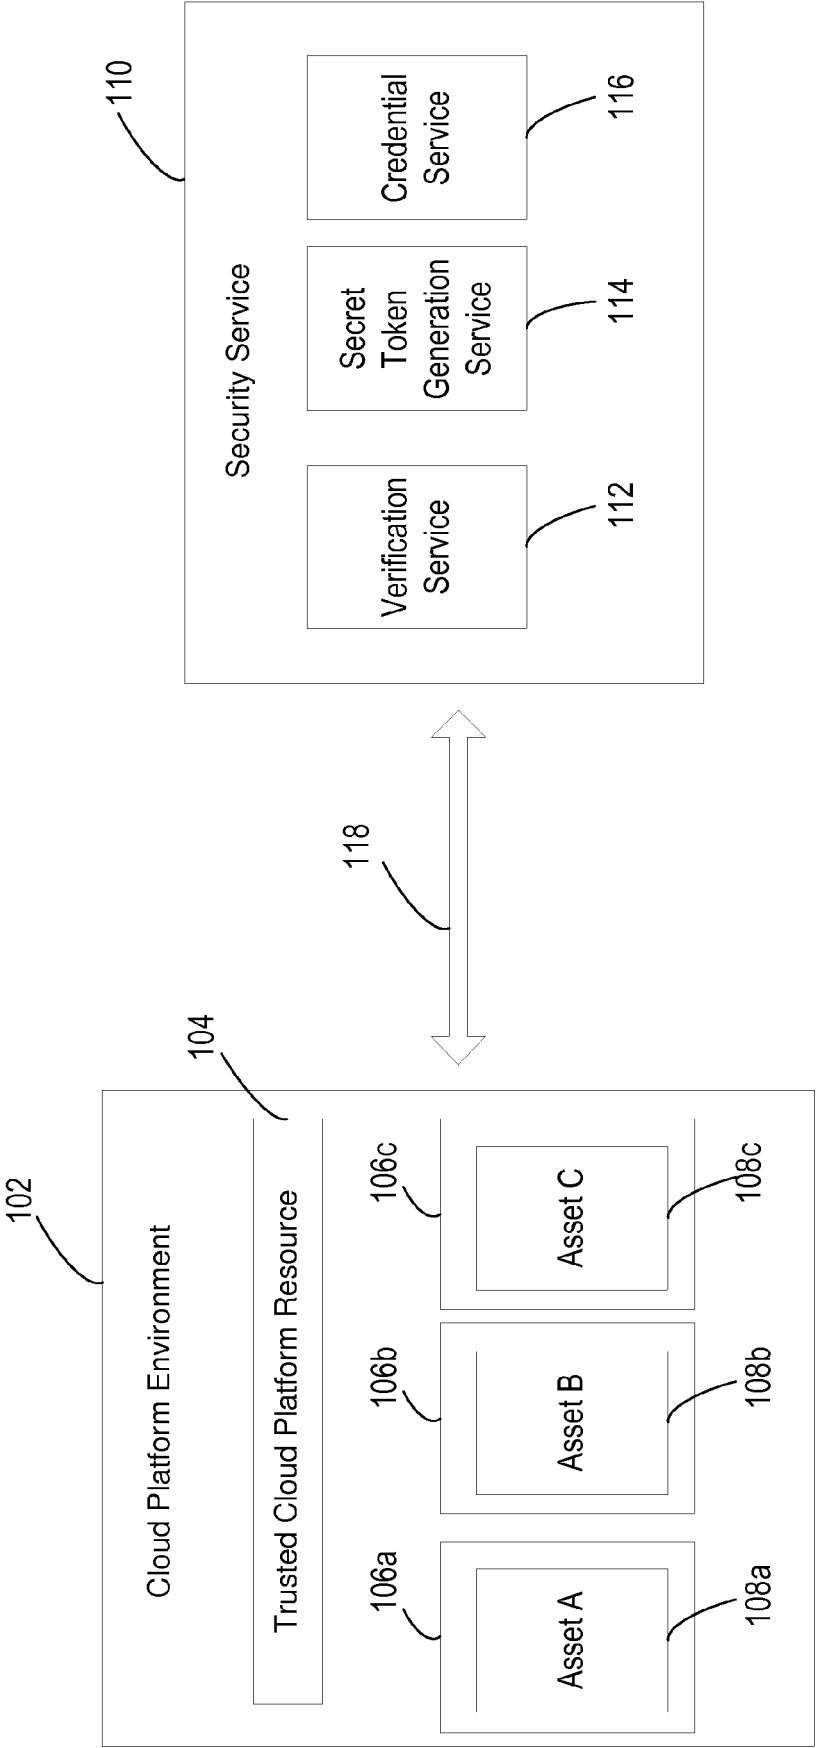 102
Cloud Platform Environment
104
Trusted Cloud Platform Resource
106a
106b
106c
Asset A
Asset B
Asset C
108a
108b
108c
118
110
Security Service
Verification
Service
Secret
Token
Generation
Service
Credential
Service
112
114
116